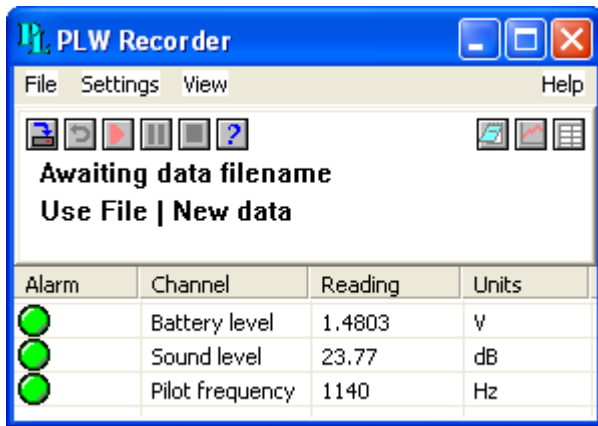 PLW Recorder
File Settings View Help
?
Awaiting data filename
Use File | New data
Alarm Channel Reading Units
Battery level 1.4803 V
Sound level 23.77 dB
Pilot frequency 1140 Hz